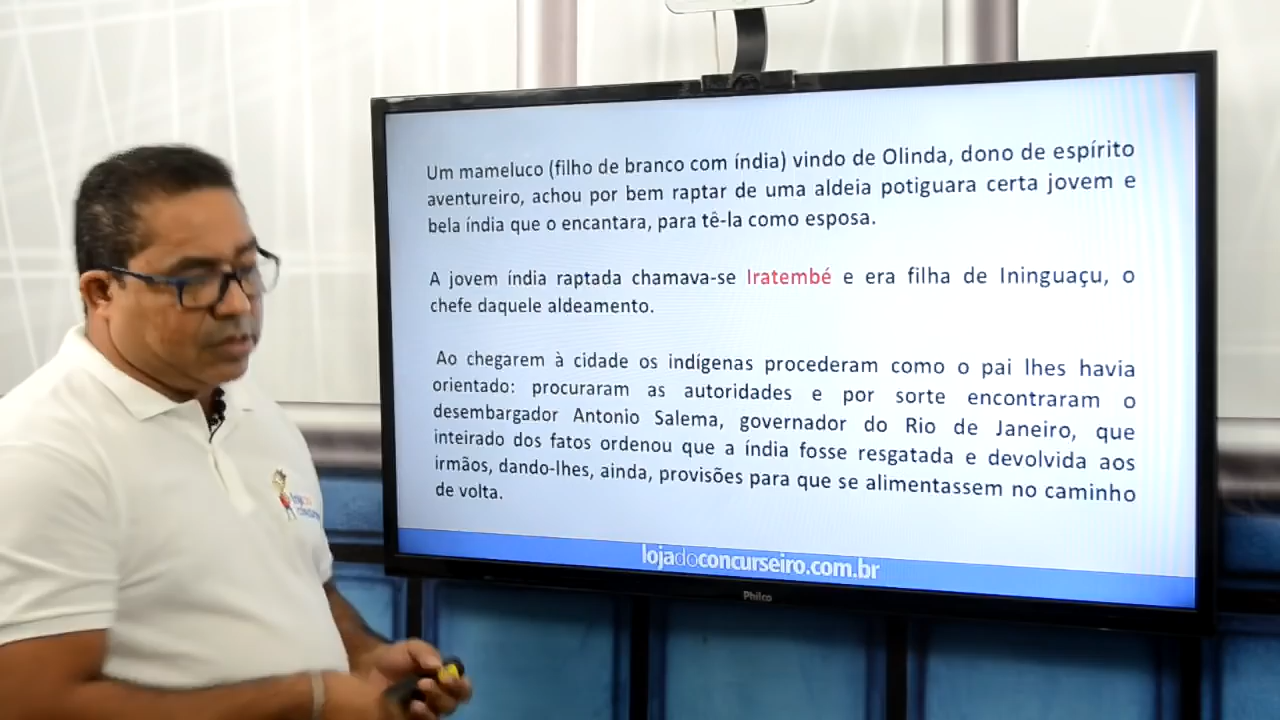 Um mameluco (filho de branco com índia) vindo de Olinda, dono de espírito
aventureiro, achou por bem raptar de uma aldeia potiguara certa jovem e
bela índia que o encantara, para tê-la como esposa.
A jovem índia raptada chamava-se Iratembé e era filha de Ininguaçu, o
chefe daquele aldeamento.
Ao chegarem à cidade os indígenas procederam como o pai lhes havia
orientado: procuraram as autoridades e por sorte encontraram o
desembargador Antonio Salema, governador do Rio de Janeiro, que
inteirado dos fatos ordenou que a índia fosse resgatada e devolvida aos
irmãos, dando-lhes, ainda, provisões para que se alimentassem no caminho
de volta.
lojadoconcurseiro.com.br
Philco